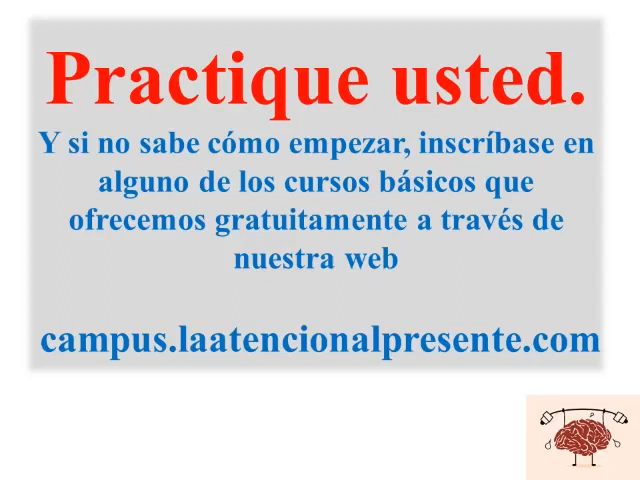 Practique usted.
Y si no sabe cómo empezar, inscríbase en
alguno de los cursos básicos que
ofrecemos gratuitamente a través de
nuestra web
campus.laatencionalpresente.com